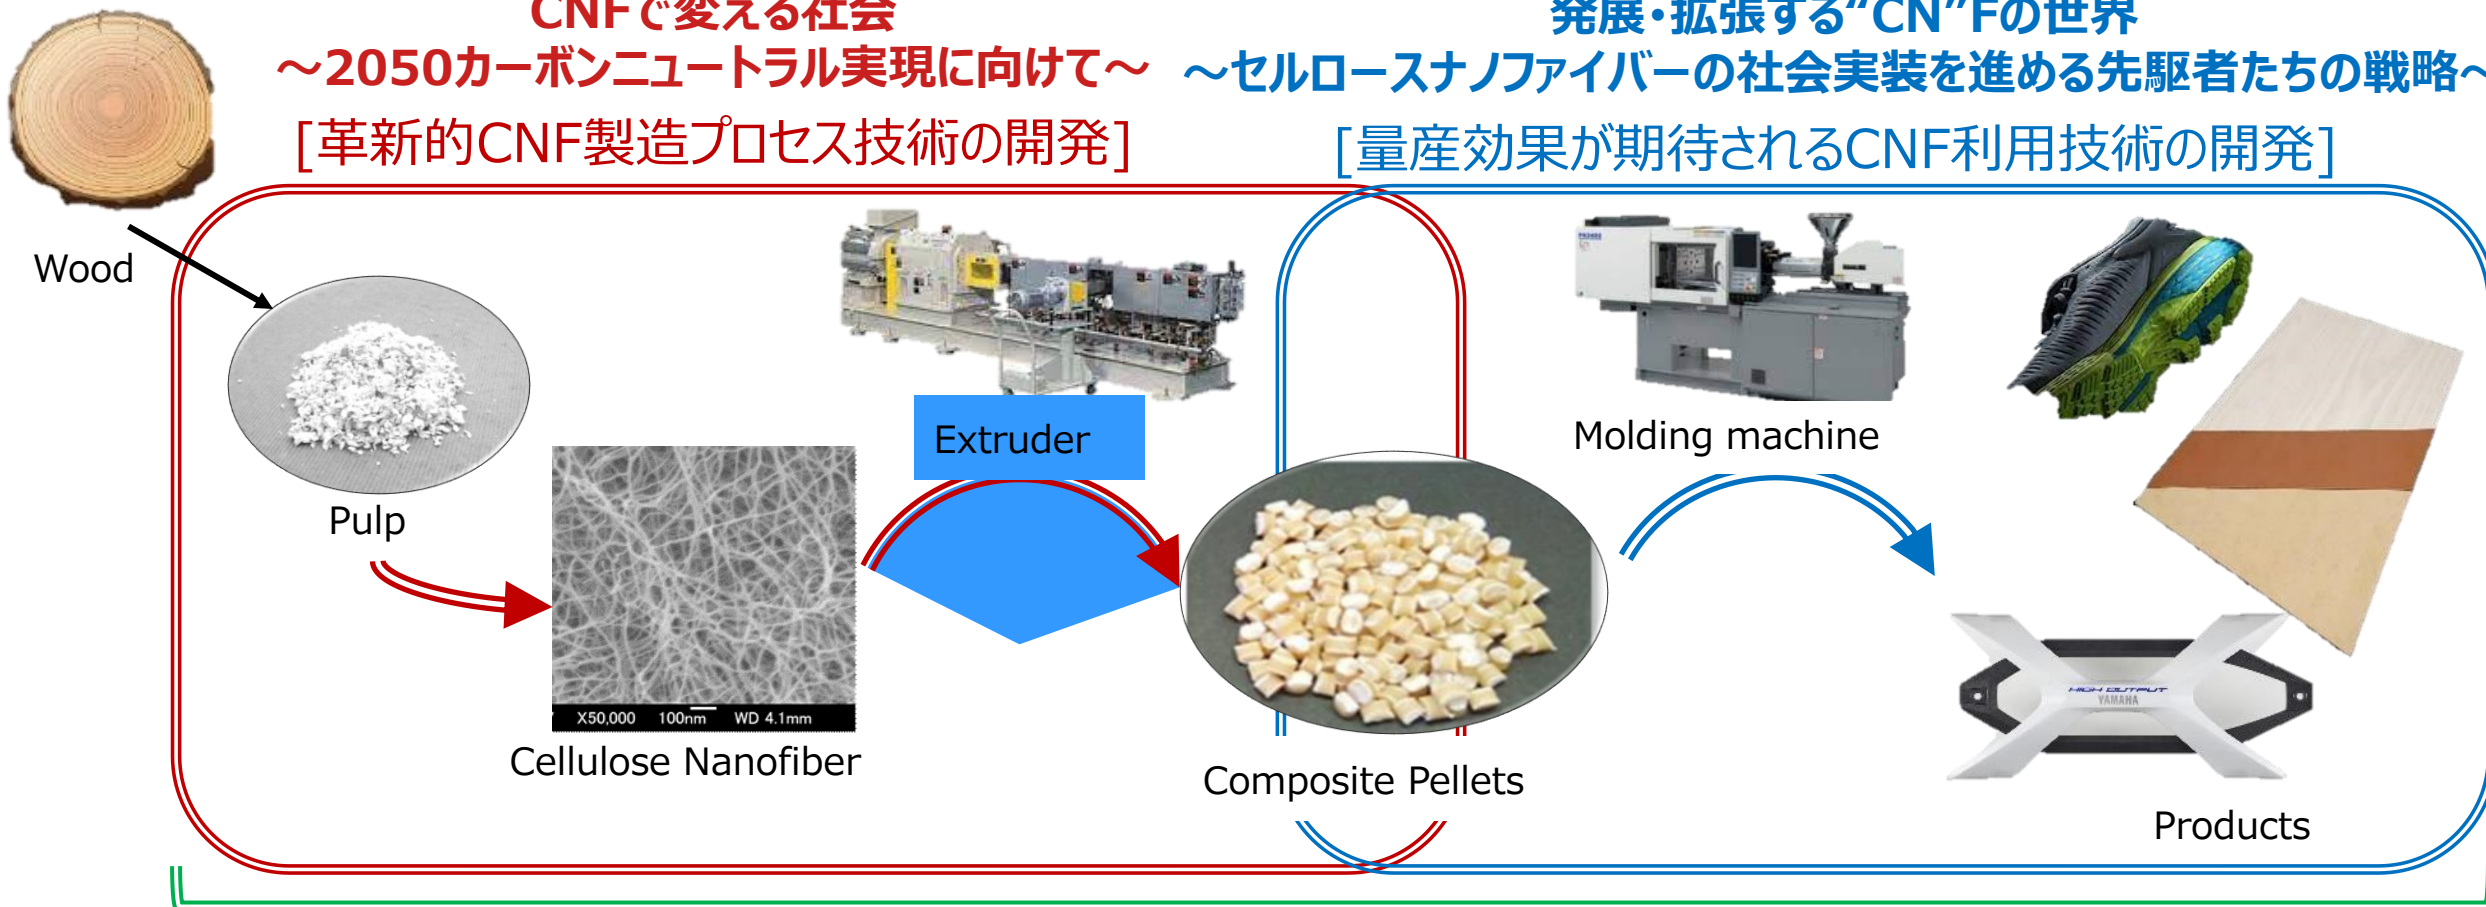 CNFで変える社会
～2050カーボンニュートラル実現に向けて～
[革新的CNF製造プロセス技術の開発]
発展・拡張する“CN”Fの世界
～セルロースナノファイバーの社会実装を進める先駆者たちの戦略～
[量産効果が期待されるCNF利用技術の開発]
Wood
Pulp
X50,000 100nm WD 4.1mm
Cellulose Nanofiber
Extruder
Composite Pellets
Molding machine
HIGH OUTPUT
YAMAHA
Products